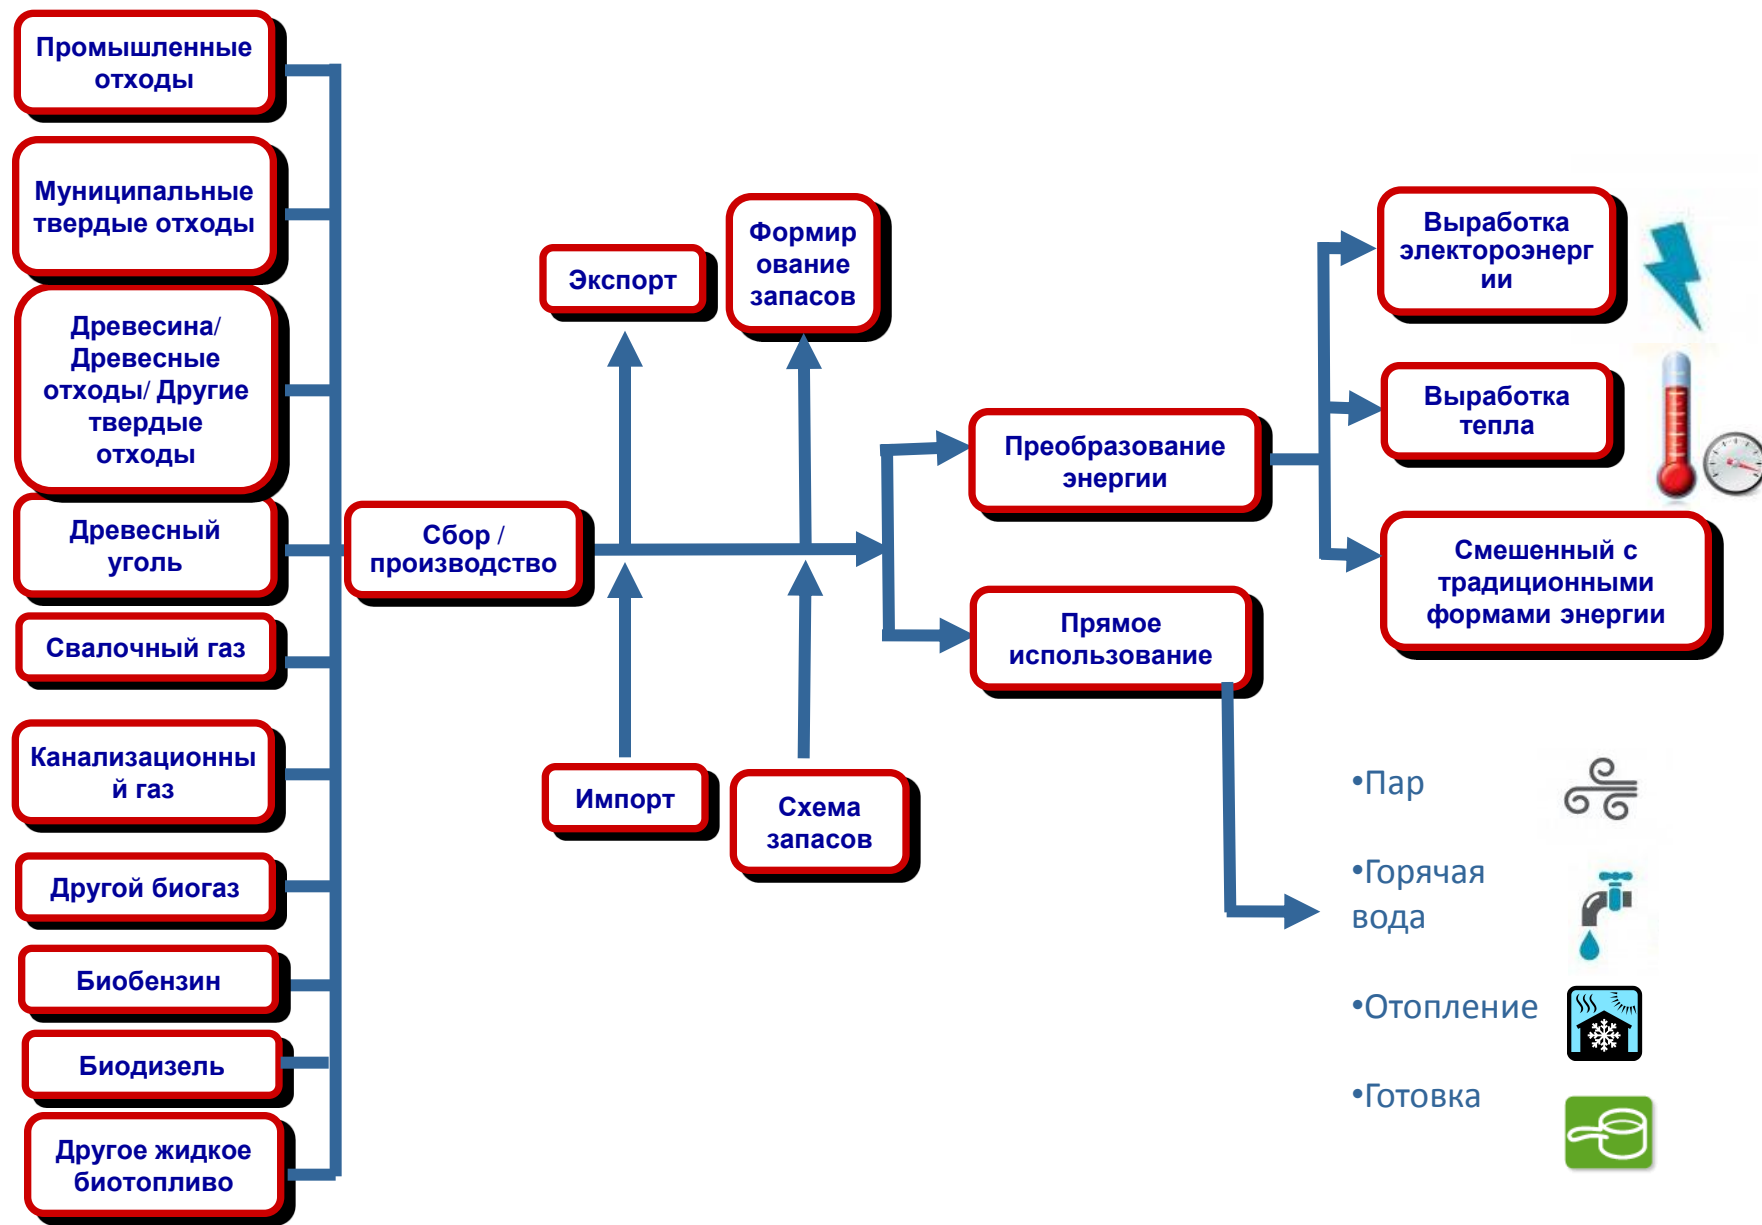 Промышленные
отходы
Муниципальные
твердые отходы
Древесина/
Древесные
отходы/ Другие
твердые
отходы
Древесный
уголь
Свалочный газ
Канализационны
й газ
Другой биогаз
Биобензин
Биодизель
Другое жидкое
биотопливо
Сбор /
производство
Экспорт
Формир
ование
запасов
Импорт
Схема
запасов
Преобразование
энергии
Прямое
использование
Выработка
электороэнерг
ии
Выработка
тепла
Смешенный с
традиционными
формами энергии
•Пар
•Горячая
вода
•Отопление
•Готовка